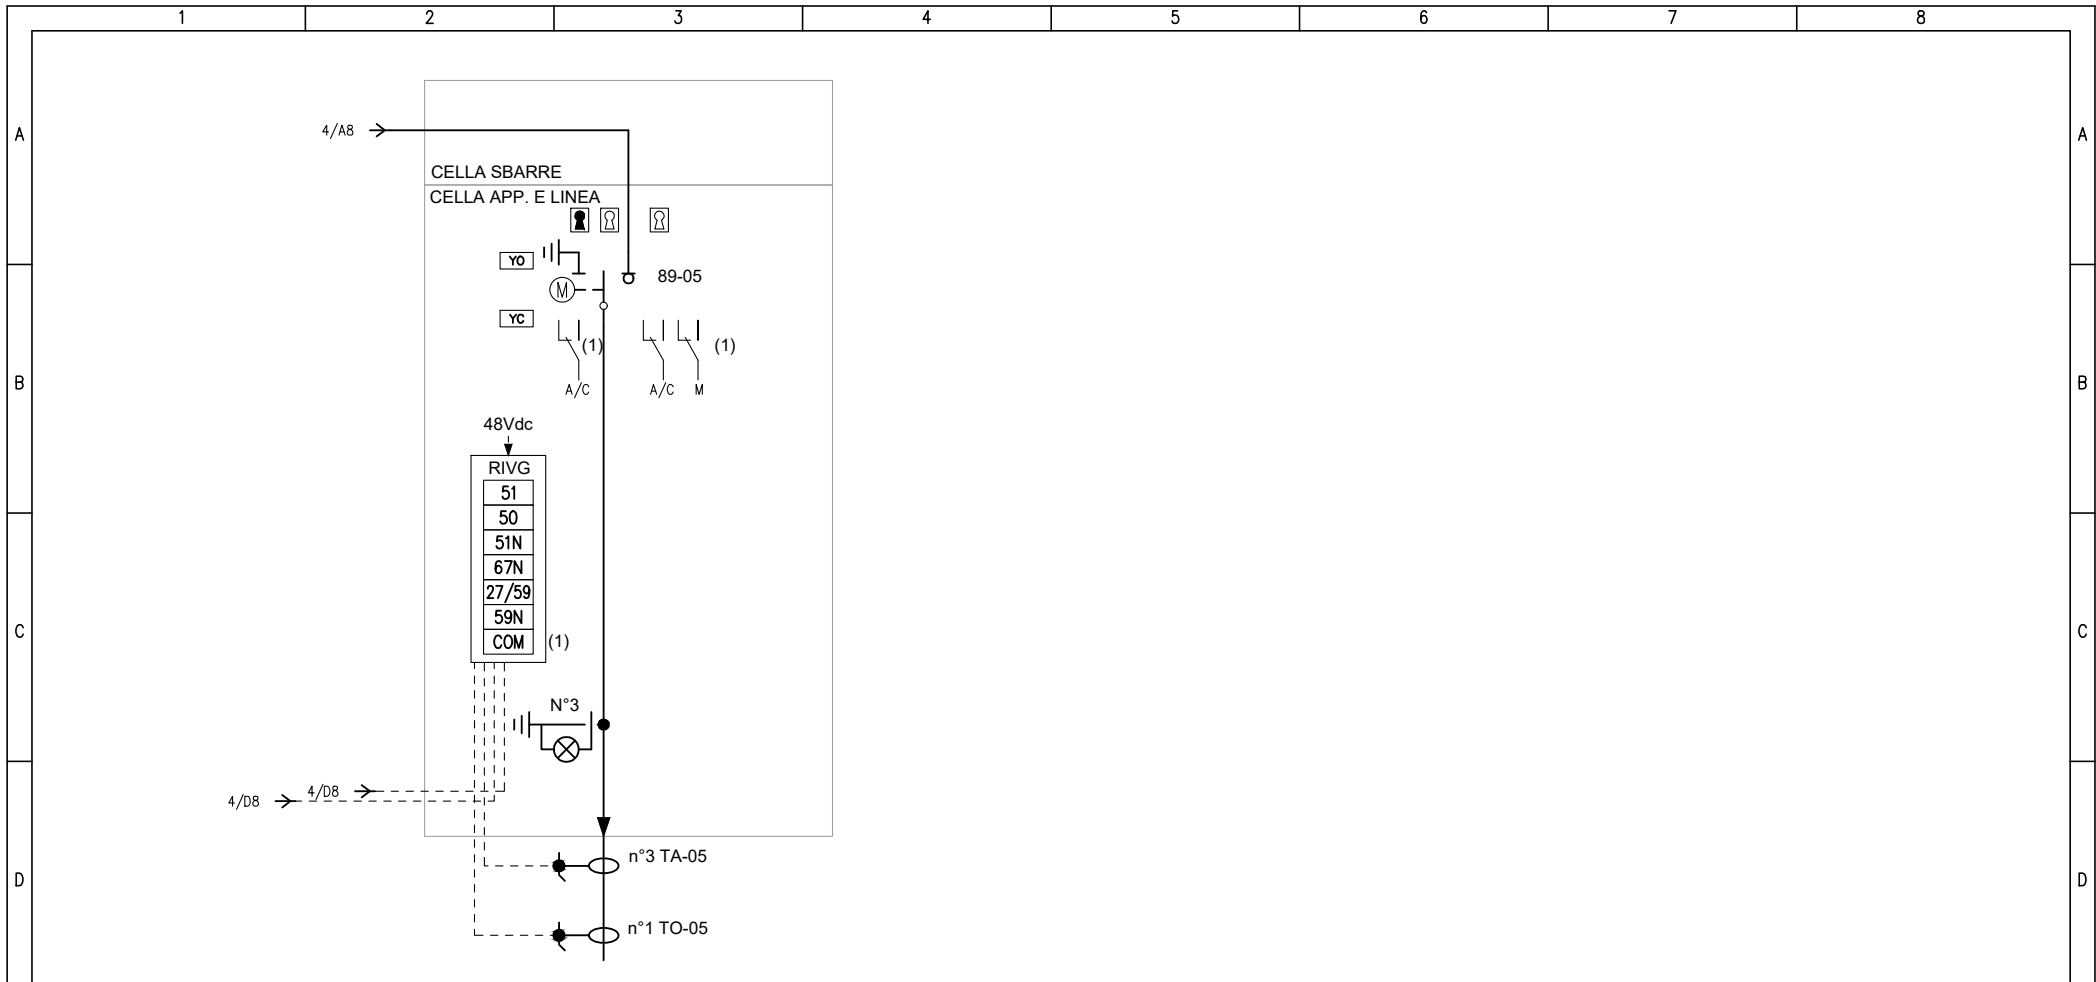 1 2 3 4 5 6 7 8
A A
4/A8
CELLA SBARRE
CELLA APP. E LINEA
YO
89-05
M
YC
(1) (1)
B B
A/C A/C M
48Vdc
RIVG
51
50
51N
67N
27/59
59N
C C
COM (1)
N°3
4/D8 4/D8
n°3 TA-05
D D
n°1 TO-05